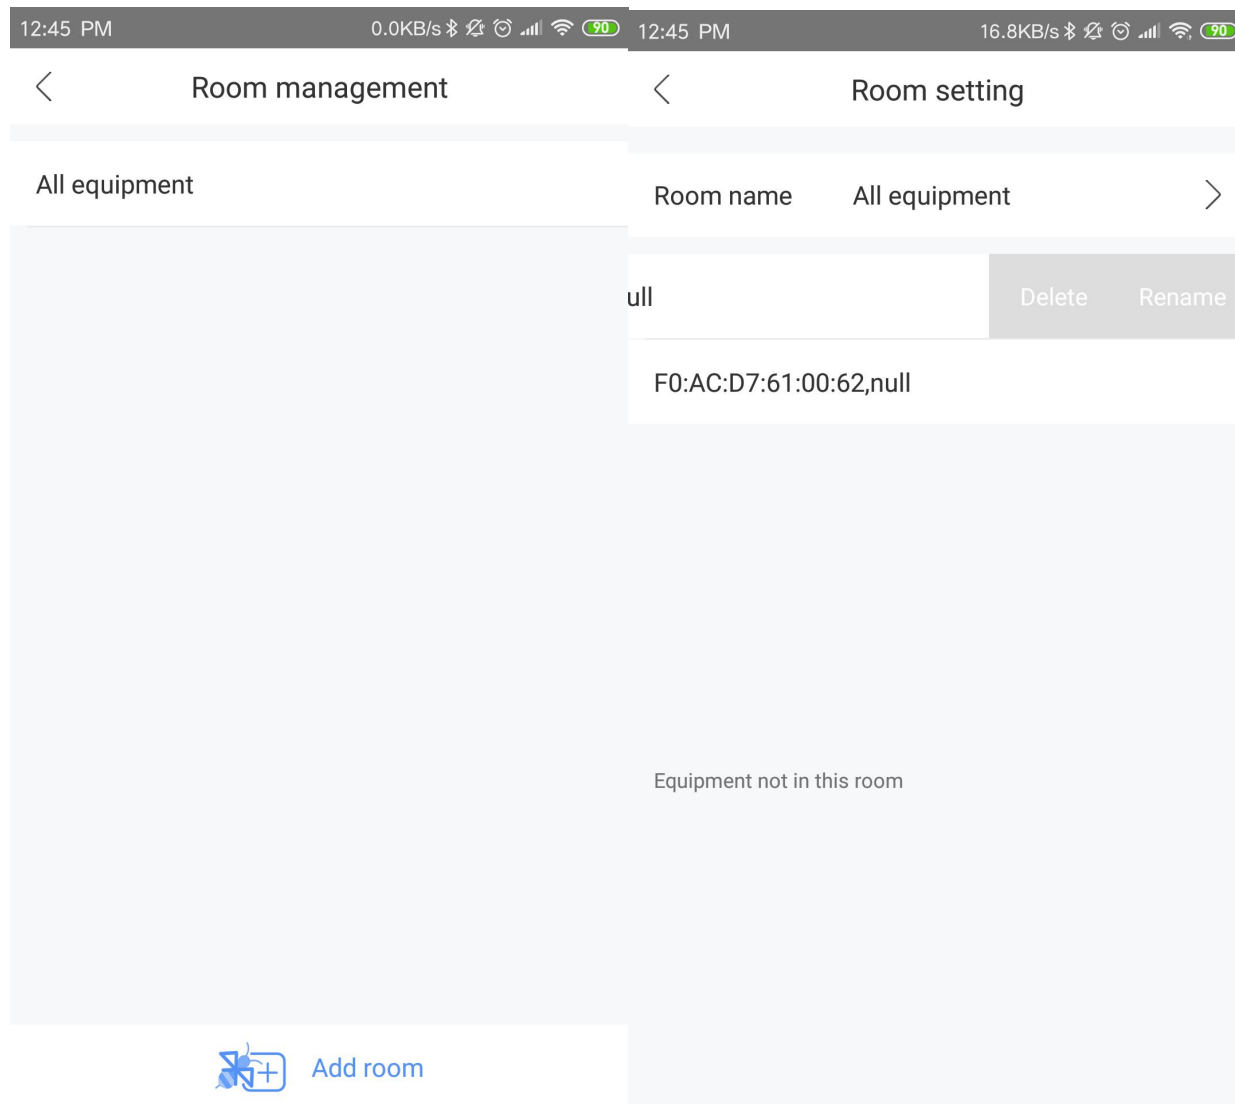 12:45 PM 0.0KB/s 90
Room management
All equipment
Add room
12:45 PM 16.8KB/s 90
Room setting
Room name All equipment
ull Delete Rename
F0:AC:D7:61:00:62,null
Equipment not in this room